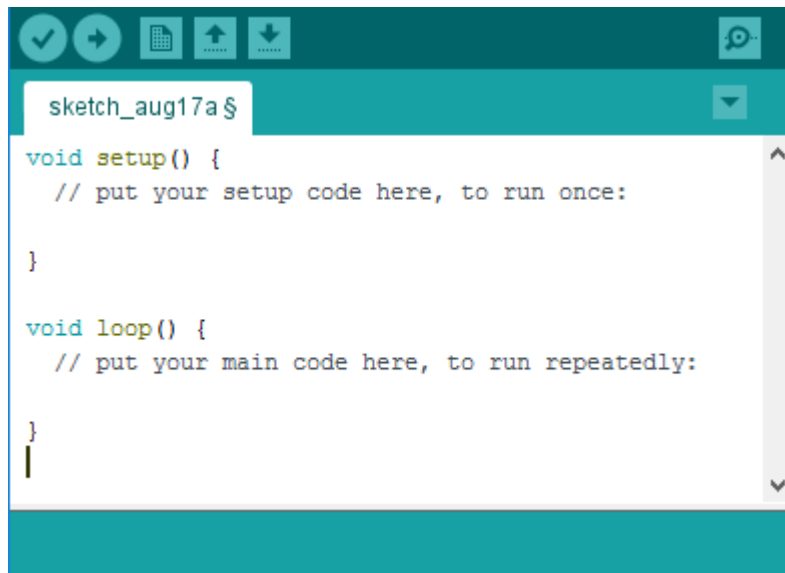 sketch_aug17a §
void setup() {
  // put your setup code here, to run once:
}
void loop() {
  // put your main code here, to run repeatedly:
}